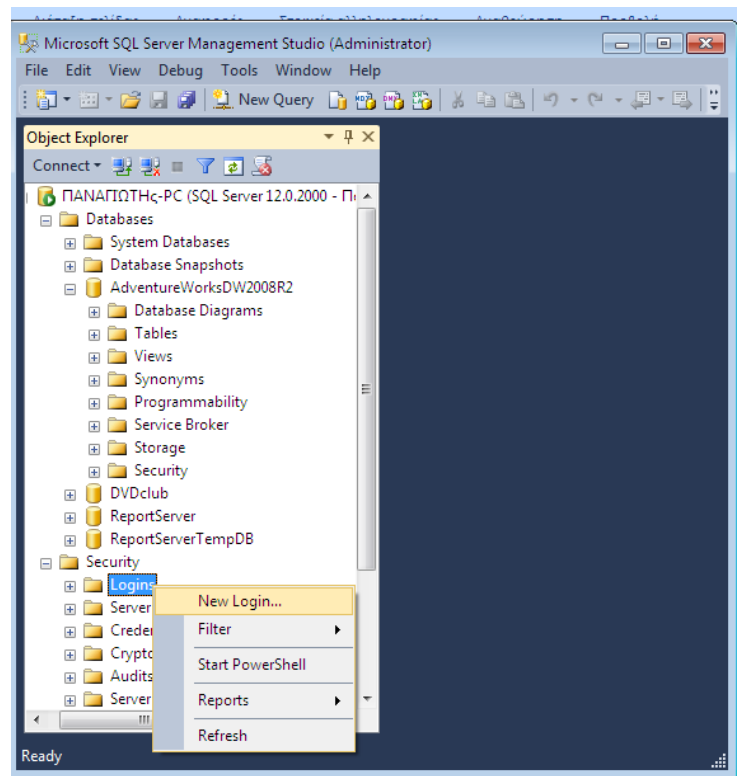 Microsoft SQL Server Management Studio (Administrator)
File Edit View Debug Tools Window Help
New Query
Object Explorer
Connect
ΠΑΝΑΓΙΩΤΗς-PC (SQL Server 12.0.2000 -
Databases
System Databases
Database Snapshots
AdventureWorksDW2008R2
Database Diagrams
Tables
Views
Synonyms
Programmability
Service Broker
Storage
Security
DVDclub
ReportServer
ReportServerTempDB
Security
Logins
New Login...
Server
Filter
Start PowerShell
Audits
Server
Reports
Refresh
Ready